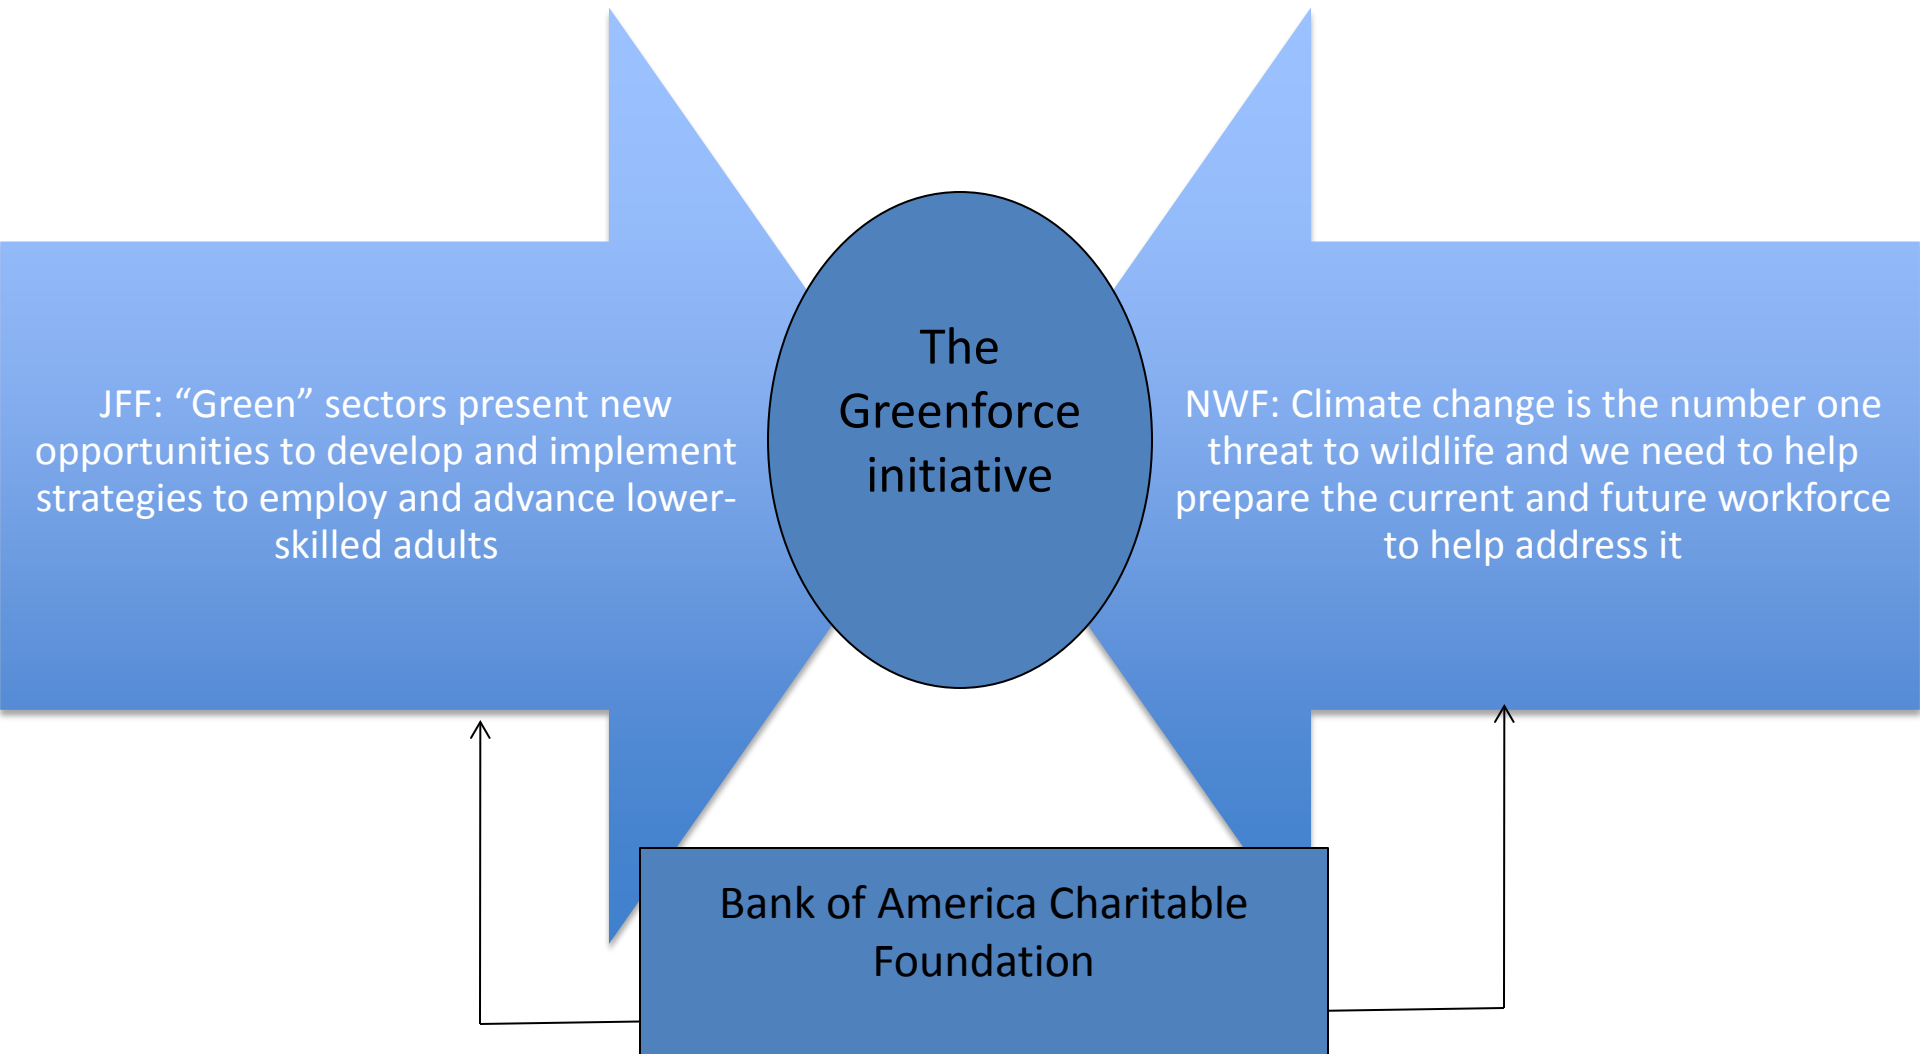 JFF: “Green” sectors present new
opportunities to develop and implement
strategies to employ and advance lower-
skilled adults
The
Greenforce
initiative
NWF: Climate change is the number one
threat to wildlife and we need to help
prepare the current and future workforce
to help address it
Bank of America Charitable
Foundation